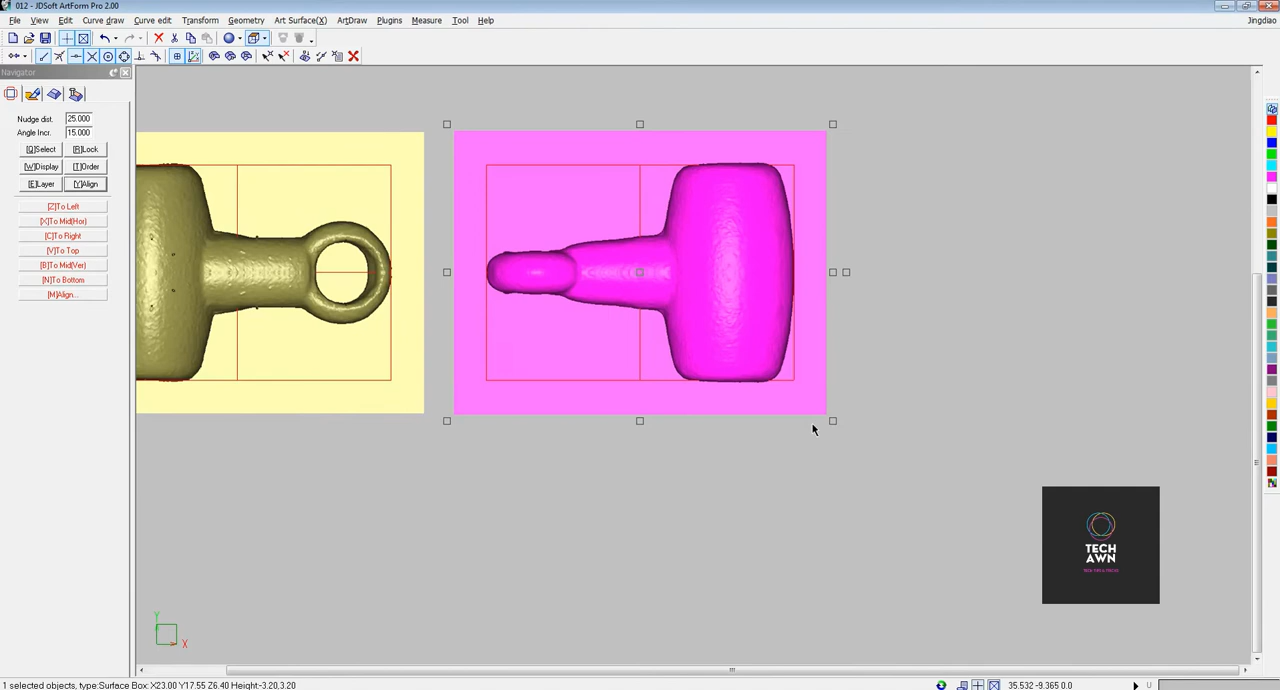 012 - JDSoft ArtForm Pro 2.00
File View Edit Curve draw Curve edit Transform Geometry Art Surface(X) ArtDraw Plugins Measure Tool Set Help Jingdiao
Navigator
Nudge dist. 25.000
Angle Incr. 15.000
[Q]Select [R]Lock
[W]Display [T]Order
[E]Layer [Y]Align
[Z]To Left
[X]To Mid(Hor)
[C]To Right
[V]To Top
[B]To Mid(Ver)
[N]To Bottom
[M]Align...
TECH
AWN
TECH TIPS & TRICKS
Y
X
1 selected objects, type:Surface Box: X23.00 Y17.55 Z6.40 Height-3.20,3.20 35.532 -9.365 0.0 U